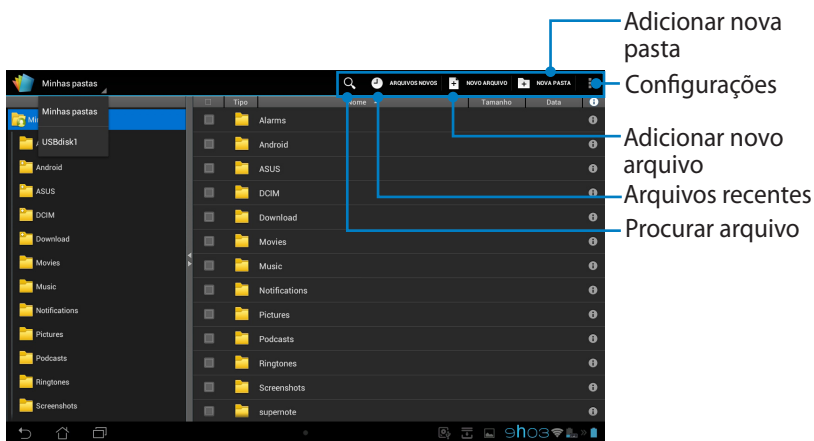 Adicionar nova
pasta
Configurações
Adicionar novo
arquivo
Arquivos recentes
Procurar arquivo
Minhas pastas
ARQUIVOS NOVOS
NOVO ARQUIVO
NOVA PASTA
Minhas pastas
USBdisk1
Mi
A
Android
ASUS
DCIM
Download
Movies
Music
Notifications
Pictures
Podcasts
Ringtones
Screenshots
Tipo
Nome
Tamanho
Data
Alarms
Android
ASUS
DCIM
Download
Movies
Music
Notifications
Pictures
Podcasts
Ringtones
Screenshots
supernote
9h03